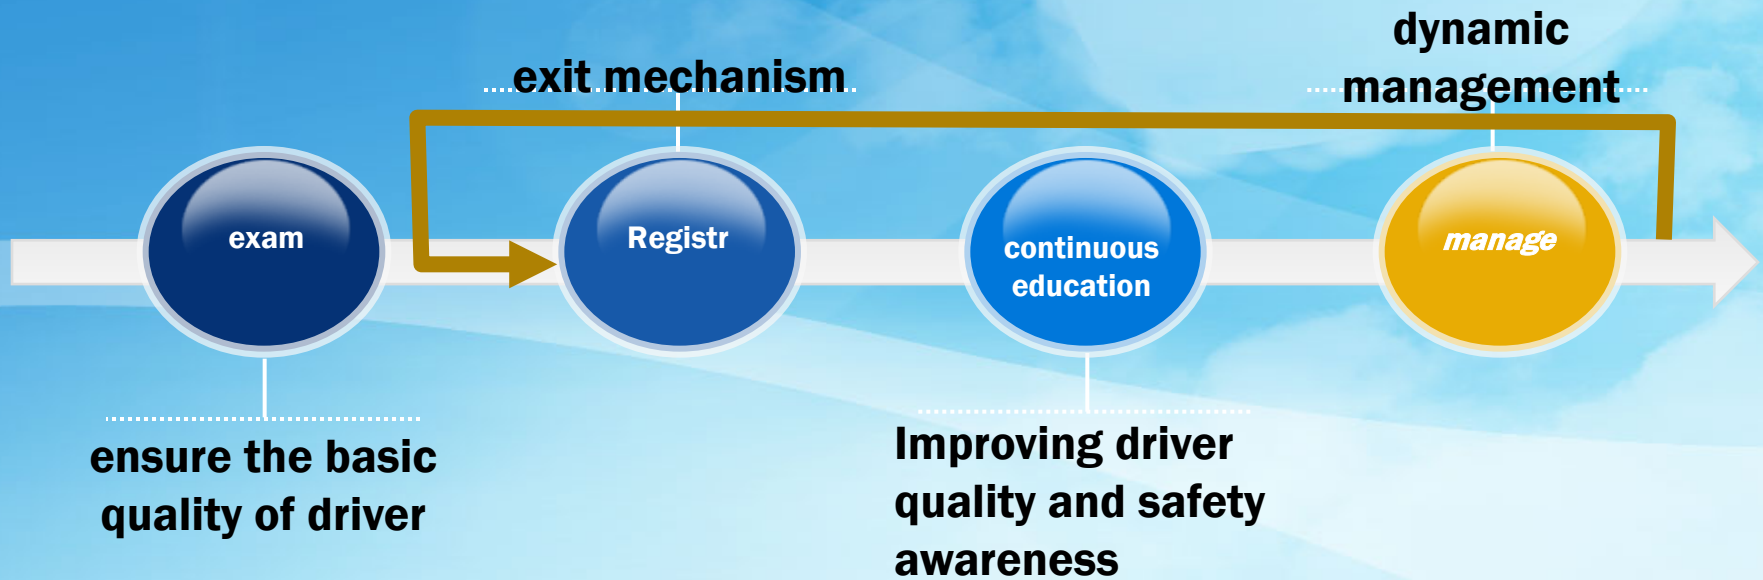 dynamic
management
exit mechanism
exam
Registr
continuous
education
manage
ensure the basic
quality of driver
Improving driver
quality and safety
awareness